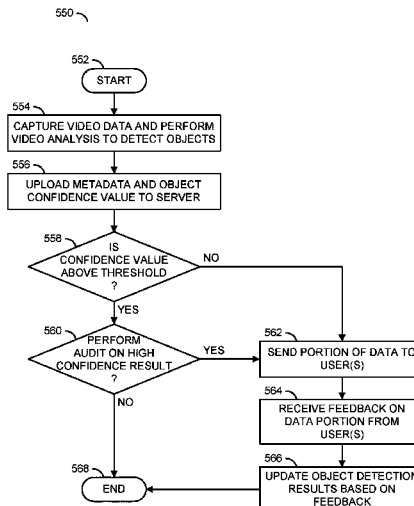 550
552
START
554
CAPTURE VIDEO DATA AND PERFORM
VIDEO ANALYSIS TO DETECT OBJECTS
556
UPLOAD METADATA AND OBJECT
CONFIDENCE VALUE TO SERVER
558
IS
CONFIDENCE VALUE
ABOVE THRESHOLD
?
NO
YES
560
PERFORM
AUDIT ON HIGH
CONFIDENCE RESULT
?
YES
NO
562
SEND PORTION OF DATA TO
USER(S)
564
RECEIVE FEEDBACK ON
DATA PORTION FROM
USER(S)
566
UPDATE OBJECT DETECTION
RESULTS BASED ON
FEEDBACK
568
END